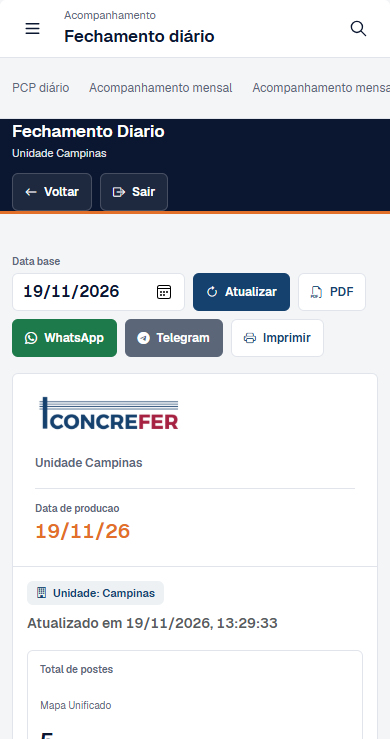 Acompanhamento
Fechamento diário
PCP diário Acompanhamento mensal Acompanhamento mensa
Fechamento Diario
Unidade Campinas
Voltar Sair
Data base
19/11/2026 Atualizar PDF
WhatsApp Telegram Imprimir
CONCREFER
Unidade Campinas
Data de producao
19/11/26
Unidade: Campinas
Atualizado em 19/11/2026, 13:29:33
Total de postes
Mapa Unificado